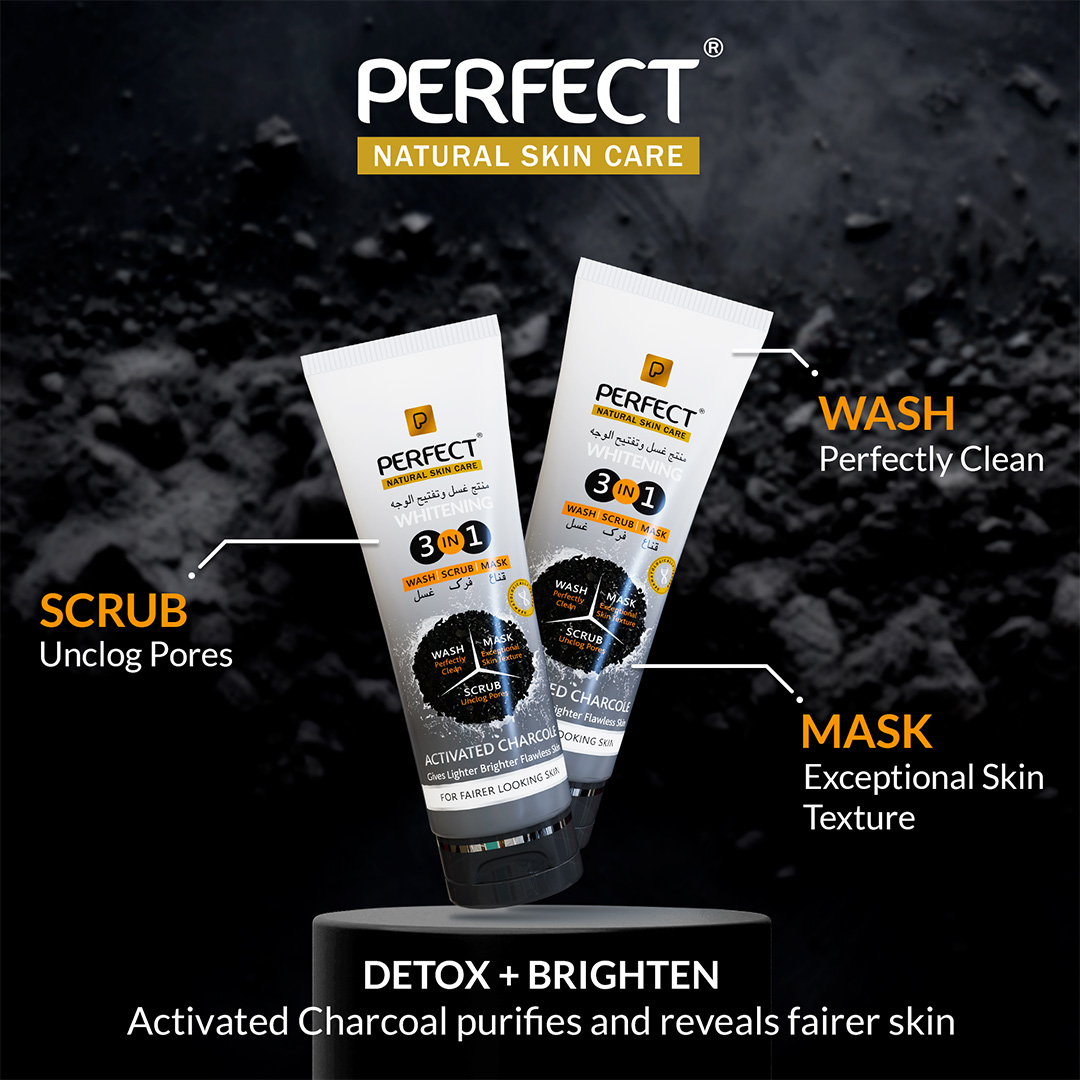 PERFECT®
NATURAL SKIN CARE
WASH
Perfectly Clean
SCRUB
Unclog Pores
MASK
Exceptional Skin
Texture
P
PERFECT®
NATURAL SKIN CARE
منتج غسل وتفتيح الوجه
WHITENING
3 IN 1
WASH | SCRUB | MASK
غسل فرك قناع
WASH
Perfectly
Clean
MASK
Exceptional
Skin Texture
SCRUB
Unclog Pores
ACTIVATED CHARCOLE
Gives Lighter Brighter Flawless Skin
FOR FAIRER LOOKING SKIN
P
PERFECT®
NATURAL SKIN CARE
منتج غسل وتفتيح الوجه
WHITENING
3 IN 1
WASH | SCRUB | MASK
غسل فرك قناع
WASH
Perfectly
Clean
MASK
Exceptional
Skin Texture
SCRUB
Unclog Pores
ED CHARCOLE
righter Flawless Skin
OOKING SKIN
DETOX + BRIGHTEN
Activated Charcoal purifies and reveals fairer skin